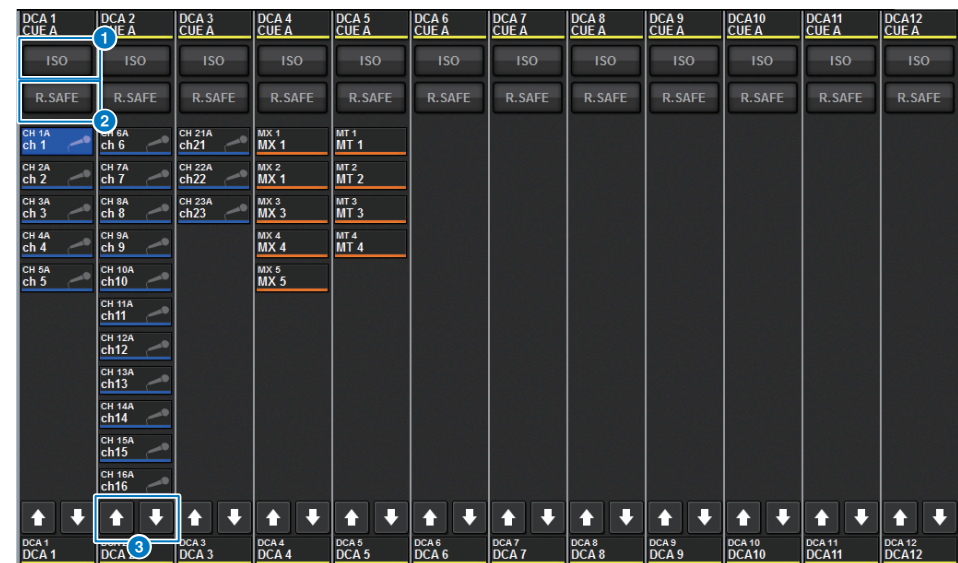 DCA 1 DCA 2 DCA 3 DCA 4 DCA 5 DCA 6 DCA 7 DCA 8 DCA 9 DCA10 DCA11 DCA12
CUE A CUE A CUE A CUE A CUE A CUE A CUE A CUE A CUE A CUE A CUE A
1
ISO ISO ISO ISO ISO ISO ISO ISO ISO ISO ISO ISO
R.SAFE R.SAFE R.SAFE R.SAFE R.SAFE R.SAFE R.SAFE R.SAFE R.SAFE R.SAFE R.SAFE R.SAFE
2
CH 1A CH 6A CH 21A MX 1 MT 1
ch 1 ch 6 ch21 MX 1 MT 1
CH 2A CH 7A CH 22A MX 2 MT 2
ch 2 ch 7 ch22 MX 1 MT 2
CH 3A CH 8A CH 23A MX 3 MT 3
ch 3 ch 8 ch23 MX 3 MT 3
CH 4A CH 9A MX 4 MT 4
ch 4 ch 9 MX 4 MT 4
CH 5A CH 10A MX 5
ch 5 ch10 MX 5
CH 11A
ch11
CH 12A
ch12
CH 13A
ch13
CH 14A
ch14
CH 15A
ch15
CH 16A
ch16
DCA 1 DCA 3 DCA 4 DCA 5 DCA 6 DCA 7 DCA 8 DCA 9 DCA 10 DCA 11 DCA 12
3
DCA 1 DCA DCA 3 DCA 4 DCA 5 DCA 6 DCA 7 DCA 8 DCA 9 DCA10 DCA11 DCA12